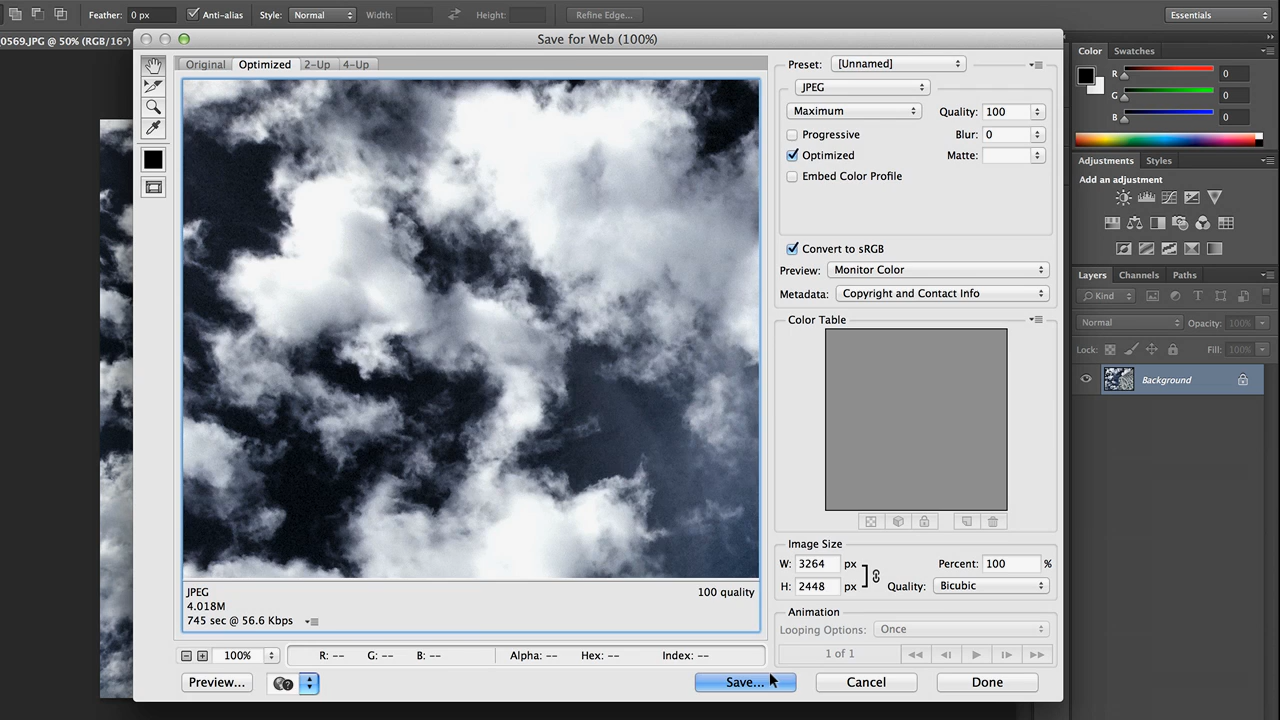 Feather: 0 px Anti-alias Style: Normal Width: Height: Refine Edge... Essentials
0569.JPG @ 50% (RGB/16*)
Save for Web (100%)
Original Optimized 2-Up 4-Up
Preset: [Unnamed]
JPEG
Maximum Quality: 100
Progressive Blur: 0
Optimized Matte:
Embed Color Profile
Convert to sRGB
Preview: Monitor Color
Metadata: Copyright and Contact Info
Color Table
Image Size
W: 3264 px Percent: 100 %
H: 2448 px Quality: Bicubic
Animation
Looping Options: Once
1 of 1
JPEG 100 quality
4.018M
745 sec @ 56.6 Kbps
100% R: -- G: -- B: -- Alpha: -- Hex: -- Index: --
Preview... Save... Cancel Done
Color Swatches
R 0
G 0
B 0
Adjustments Styles
Add an adjustment
Layers Channels Paths
Kind T
Normal Opacity: 100%
Lock: Fill: 100%
Background